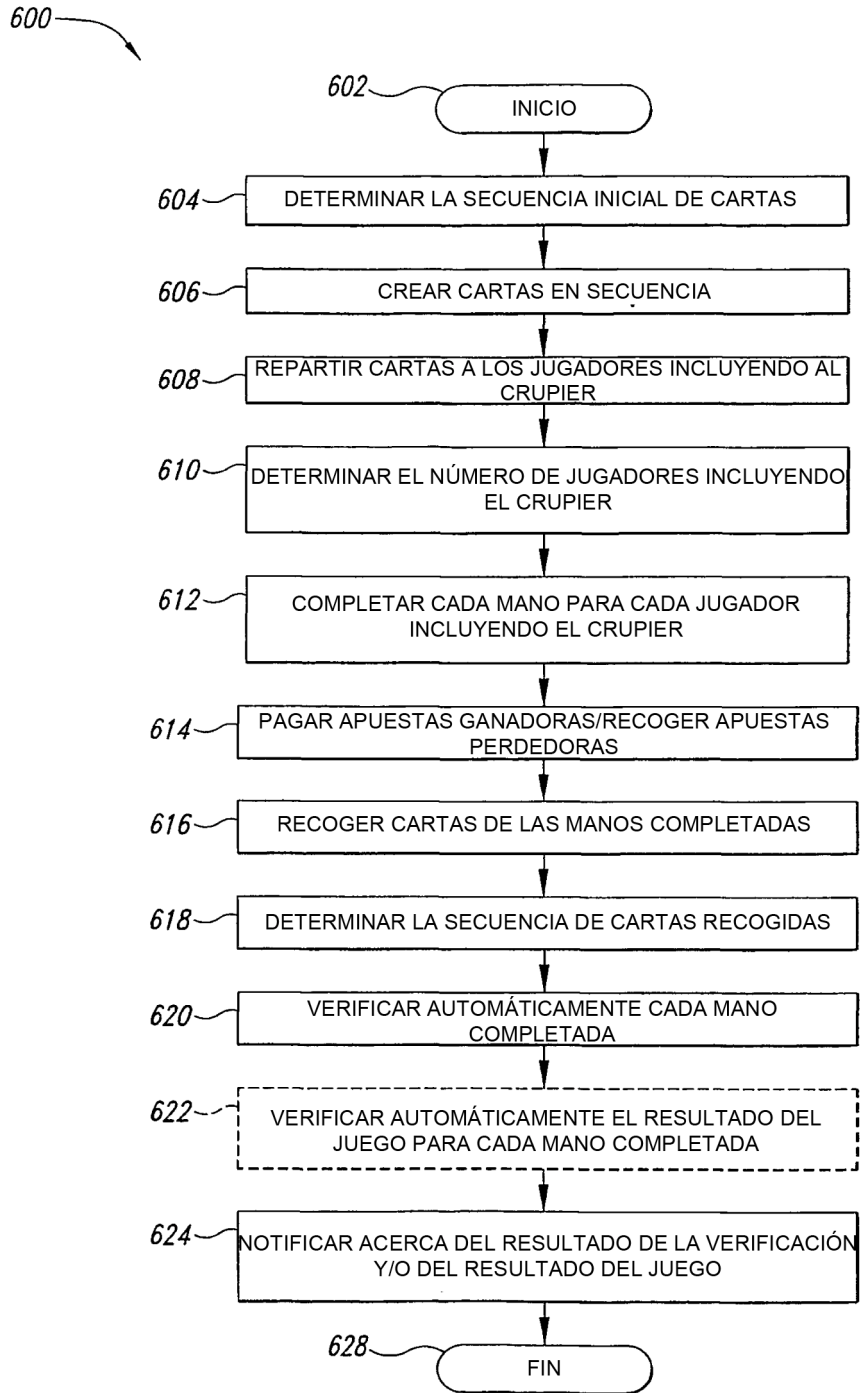 600
602
INICIO
604
DETERMINAR LA SECUENCIA INICIAL DE CARTAS
606
CREAR CARTAS EN SECUENCIA
608
REPARTIR CARTAS A LOS JUGADORES INCLUYENDO AL
CRUPIER
610
DETERMINAR EL NÚMERO DE JUGADORES INCLUYENDO
EL CRUPIER
612
COMPLETAR CADA MANO PARA CADA JUGADOR
INCLUYENDO EL CRUPIER
614
PAGAR APUESTAS GANADORAS/RECOGER APUESTAS
PERDEDORAS
616
RECOGER CARTAS DE LAS MANOS COMPLETADAS
618
DETERMINAR LA SECUENCIA DE CARTAS RECOGIDAS
620
VERIFICAR AUTOMÁTICAMENTE CADA MANO
COMPLETADA
622
VERIFICAR AUTOMÁTICAMENTE EL RESULTADO DEL
JUEGO PARA CADA MANO COMPLETADA
624
NOTIFICAR ACERCA DEL RESULTADO DE LA VERIFICACIÓN
Y/O DEL RESULTADO DEL JUEGO
628
FIN